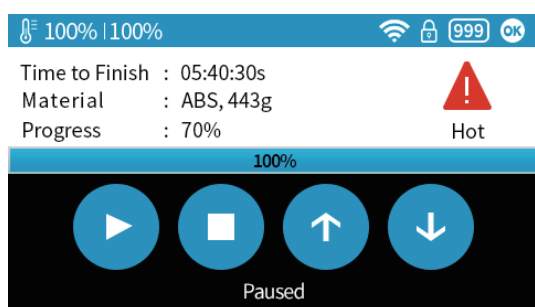 100% | 100% 999 OK
Time to Finish : 05:40:30s
Material : ABS, 443g
Progress : 70%
Hot
100%
Paused